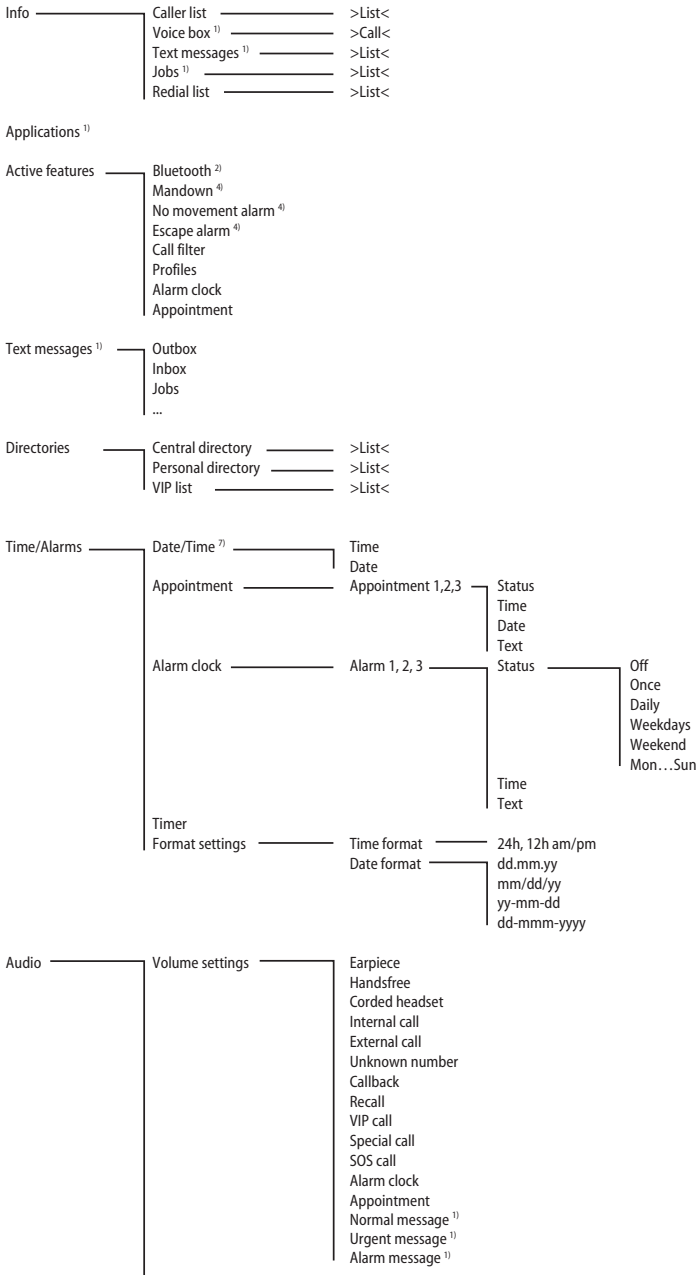 Info Caller list >List<
Voice box 1) >Call<
Text messages 1) >List<
Jobs 1) >List<
Redial list >List<
Applications 1)
Active features Bluetooth 2)
Mandown 4)
No movement alarm 4)
Escape alarm 4)
Call filter
Profiles
Alarm clock
Appointment
Text messages 1) Outbox
Inbox
Jobs
...
Directories Central directory >List<
Personal directory >List<
VIP list >List<
Time/Alarms Date/Time 7) Time
Date
Appointment Appointment 1,2,3 Status
Time
Date
Text
Alarm clock Alarm 1, 2, 3 Status Off
Once
Daily
Weekdays
Weekend
Mon…Sun
Time
Text
Timer
Format settings Time format 24h, 12h am/pm
Date format dd.mm.yy
mm/dd/yy
yy-mm-dd
dd-mmm-yyyy
Audio Volume settings Earpiece
Handsfree
Corded headset
Internal call
External call
Unknown number
Callback
Recall
VIP call
Special call
SOS call
Alarm clock
Appointment
Normal message 1)
Urgent message 1)
Alarm message 1)